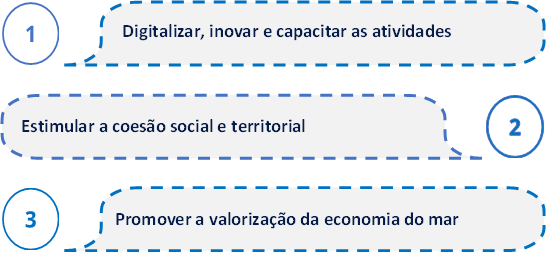 1
Digitalizar, inovar e capacitar as atividades
Estimular a coesão social e territorial
2
3
Promover a valorização da economia do mar